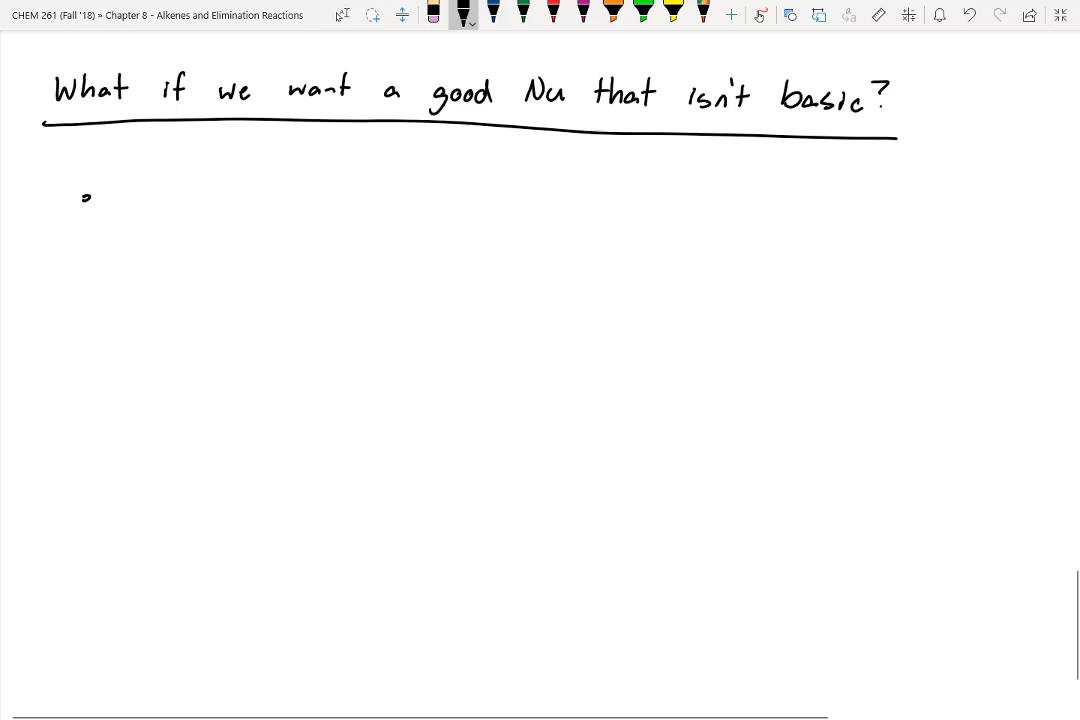 CHEM 261 (Fall '18) » Chapter 8 - Alkenes and Elimination Reactions
What if we want a good Nu that isn't basic?